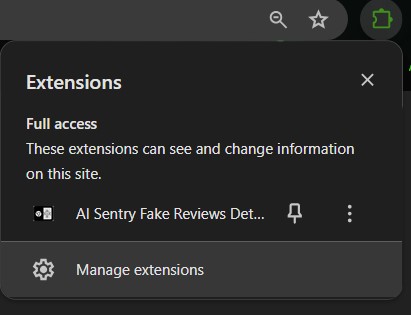 Extensions
Full access
These extensions can see and change information
on this site.
AI Sentry Fake Reviews Det...
Manage extensions